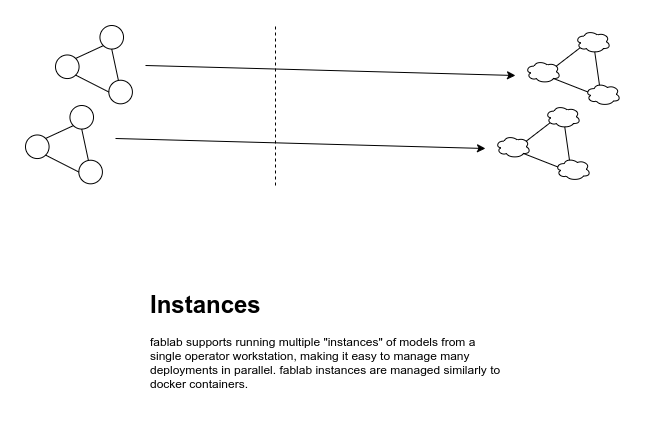 Instances
fablab supports running multiple "instances" of models from a
single operator workstation, making it easy to manage many
deployments in parallel. fablab instances are managed similarly to
docker containers.